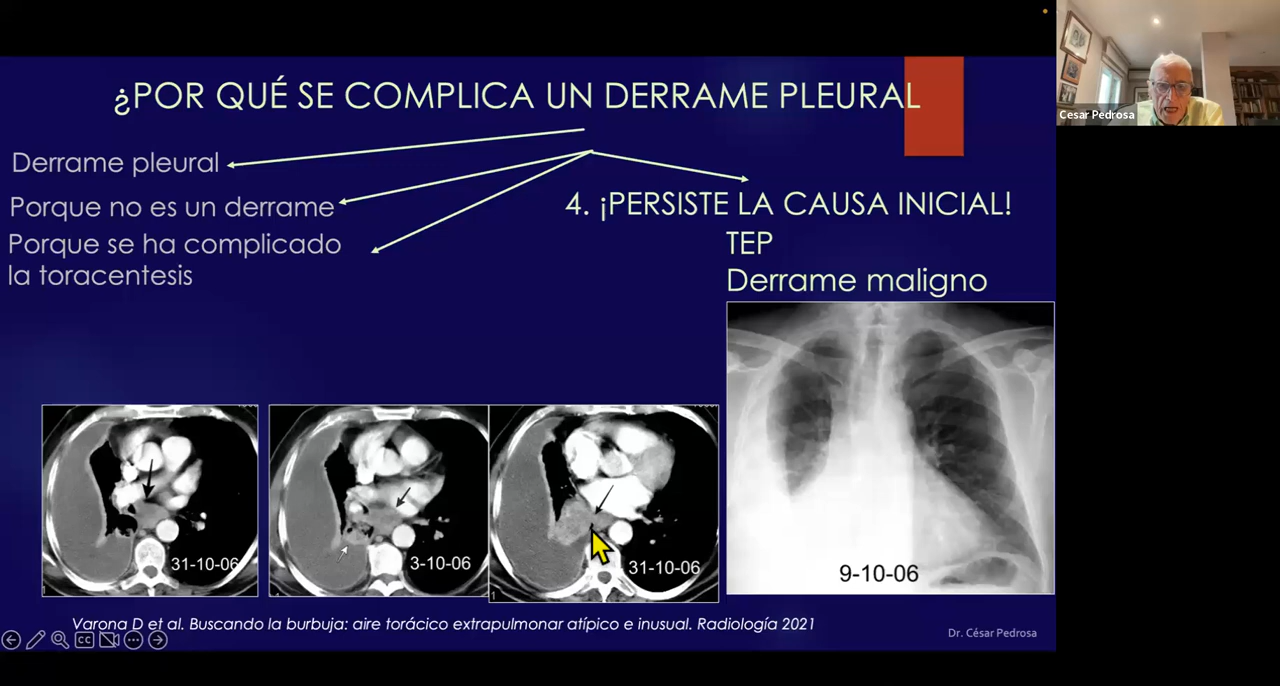 ¿POR QUÉ SE COMPLICA UN DERRAME PLEURAL
Derrame pleural
Porque no es un derrame
Porque se ha complicado
la toracentesis
4. ¡PERSISTE LA CAUSA INICIAL!
TEP
Derrame maligno
31-10-06
3-10-06
31-10-06
9-10-06
Varona D et al. Buscando la burbuja: aire torácico extrapulmonar atípico e inusual. Radiología 2021
Dr. César Pedrosa
CC
Cesar Pedrosa